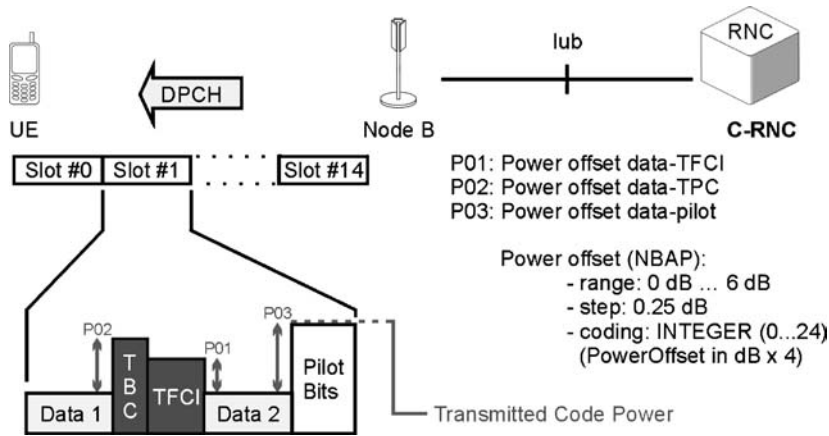 Iub
RNC
DPCH
UE
Node B
C-RNC
Slot #0
Slot #1
Slot #14
P01: Power offset data-TFCI
P02: Power offset data-TPC
P03: Power offset data-pilot
Power offset (NBAP):
- range: 0 dB ... 6 dB
- step: 0.25 dB
- coding: INTEGER (0...24)
(PowerOffset in dB x 4)
P02
P01
P03
Data 1
TBC
TFCI
Data 2
Pilot
Bits
Transmitted Code Power